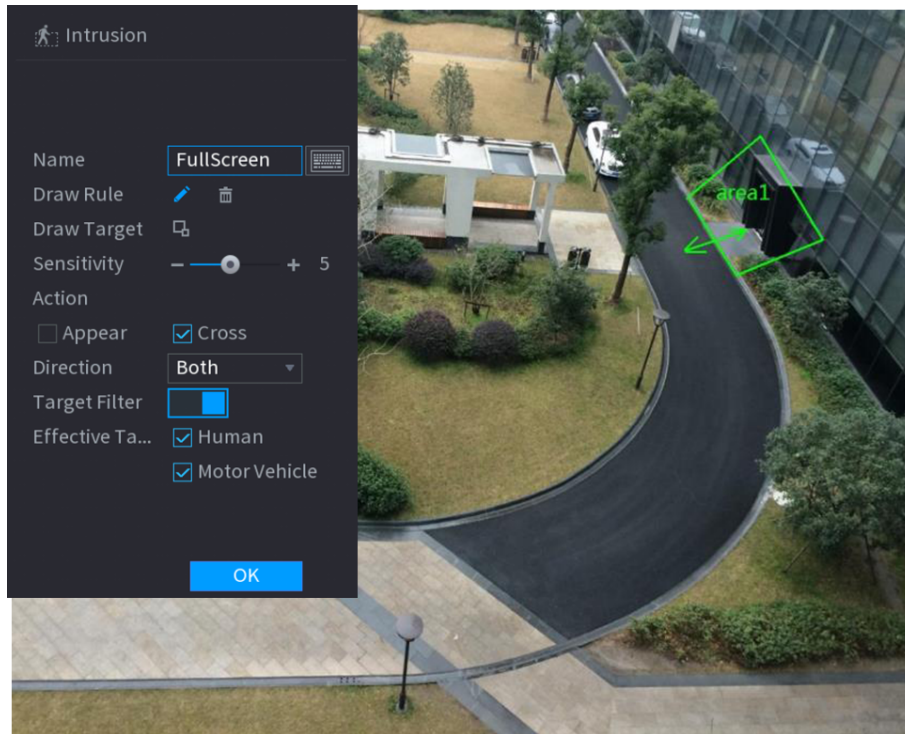 Intrusion
Name FullScreen
Draw Rule
Draw Target
Sensitivity − + 5
Action
Appear Cross
Direction Both
Target Filter
Effective Ta... Human
Motor Vehicle
OK
area1